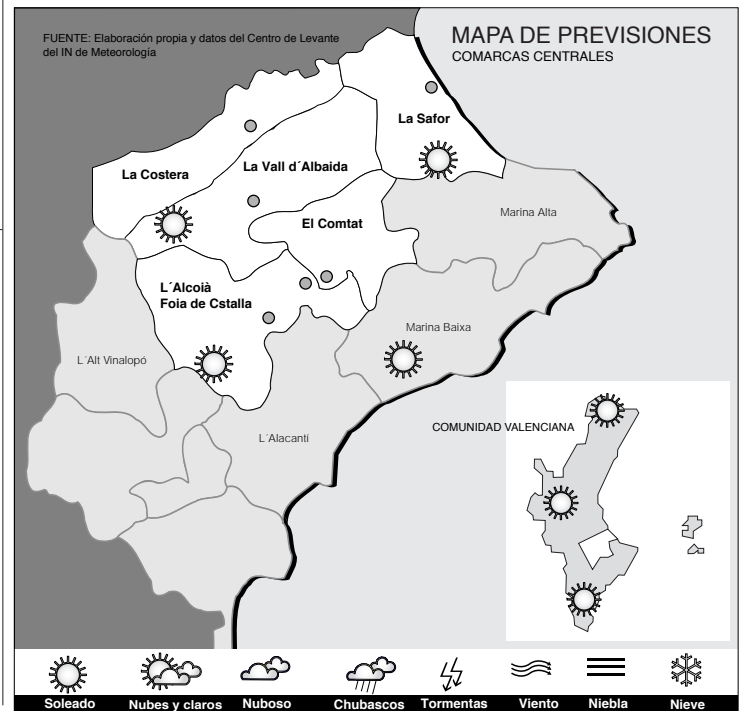 FUENTE: Elaboración propia y datos del Centro de Levante
del IN de Meteorología
MAPA DE PREVISIONES
COMARCAS CENTRALES
La Safor
La Costera
La Vall d´Albaida
El Comtat
Marina Alta
L´Alcoià
Foia de Cstalla
Marina Baixa
L´Alt Vinalopó
L´Alacantí
COMUNIDAD VALENCIANA
Soleado
Nubes y claros
Nuboso
Chubascos
Tormentas
Viento
Niebla
Nieve